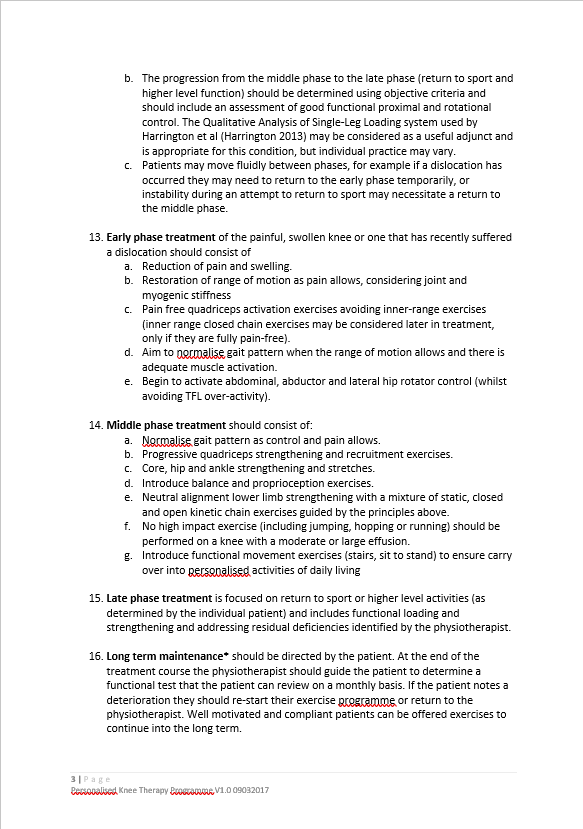 b. The progression from the middle phase to the late phase (return to sport and
higher level function) should be determined using objective criteria and
should include an assessment of good functional proximal and rotational
control. The Qualitative Analysis of Single-Leg Loading system used by
Harrington et al (Harrington 2013) may be considered as a useful adjunct and
is appropriate for this condition, but individual practice may vary.
c. Patients may move fluidly between phases, for example if a dislocation has
occurred they may need to return to the early phase temporarily, or
instability during an attempt to return to sport may necessitate a return to
the middle phase.
13. Early phase treatment of the painful, swollen knee or one that has recently suffered
a dislocation should consist of
a. Reduction of pain and swelling.
b. Restoration of range of motion as pain allows, considering joint and
myogenic stiffness
c. Pain free quadriceps activation exercises avoiding inner-range exercises
(inner range closed chain exercises may be considered later in treatment,
only if they are fully pain-free).
d. Aim to normalise gait pattern when the range of motion allows and there is
adequate muscle activation.
e. Begin to activate abdominal, abductor and lateral hip rotator control (whilst
avoiding TFL over-activity).
14. Middle phase treatment should consist of:
a. Normalise gait pattern as control and pain allows.
b. Progressive quadriceps strengthening and recruitment exercises.
c. Core, hip and ankle strengthening and stretches.
d. Introduce balance and proprioception exercises.
e. Neutral alignment lower limb strengthening with a mixture of static, closed
and open kinetic chain exercises guided by the principles above.
f. No high impact exercise (including jumping, hopping or running) should be
performed on a knee with a moderate or large effusion.
g. Introduce functional movement exercises (stairs, sit to stand) to ensure carry
over into personalised activities of daily living
15. Late phase treatment is focused on return to sport or higher level activities (as
determined by the individual patient) and includes functional loading and
strengthening and addressing residual deficiencies identified by the physiotherapist.
16. Long term maintenance* should be directed by the patient. At the end of the
treatment course the physiotherapist should guide the patient to determine a
functional test that the patient can review on a monthly basis. If the patient notes a
deterioration they should re-start their exercise programme or return to the
physiotherapist. Well motivated and compliant patients can be offered exercises to
continue into the long term.
3 | Page
Personalised Knee Therapy Programme V1.0 09032017